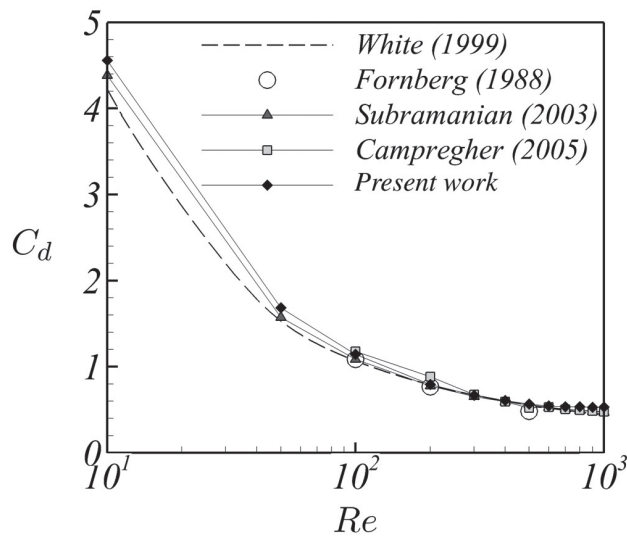 5
White (1999)
Fornberg (1988)
4
Subramanian (2003)
Campregher (2005)
Present work
3
C_d
2
1
0
10^1
10^2
10^3
Re